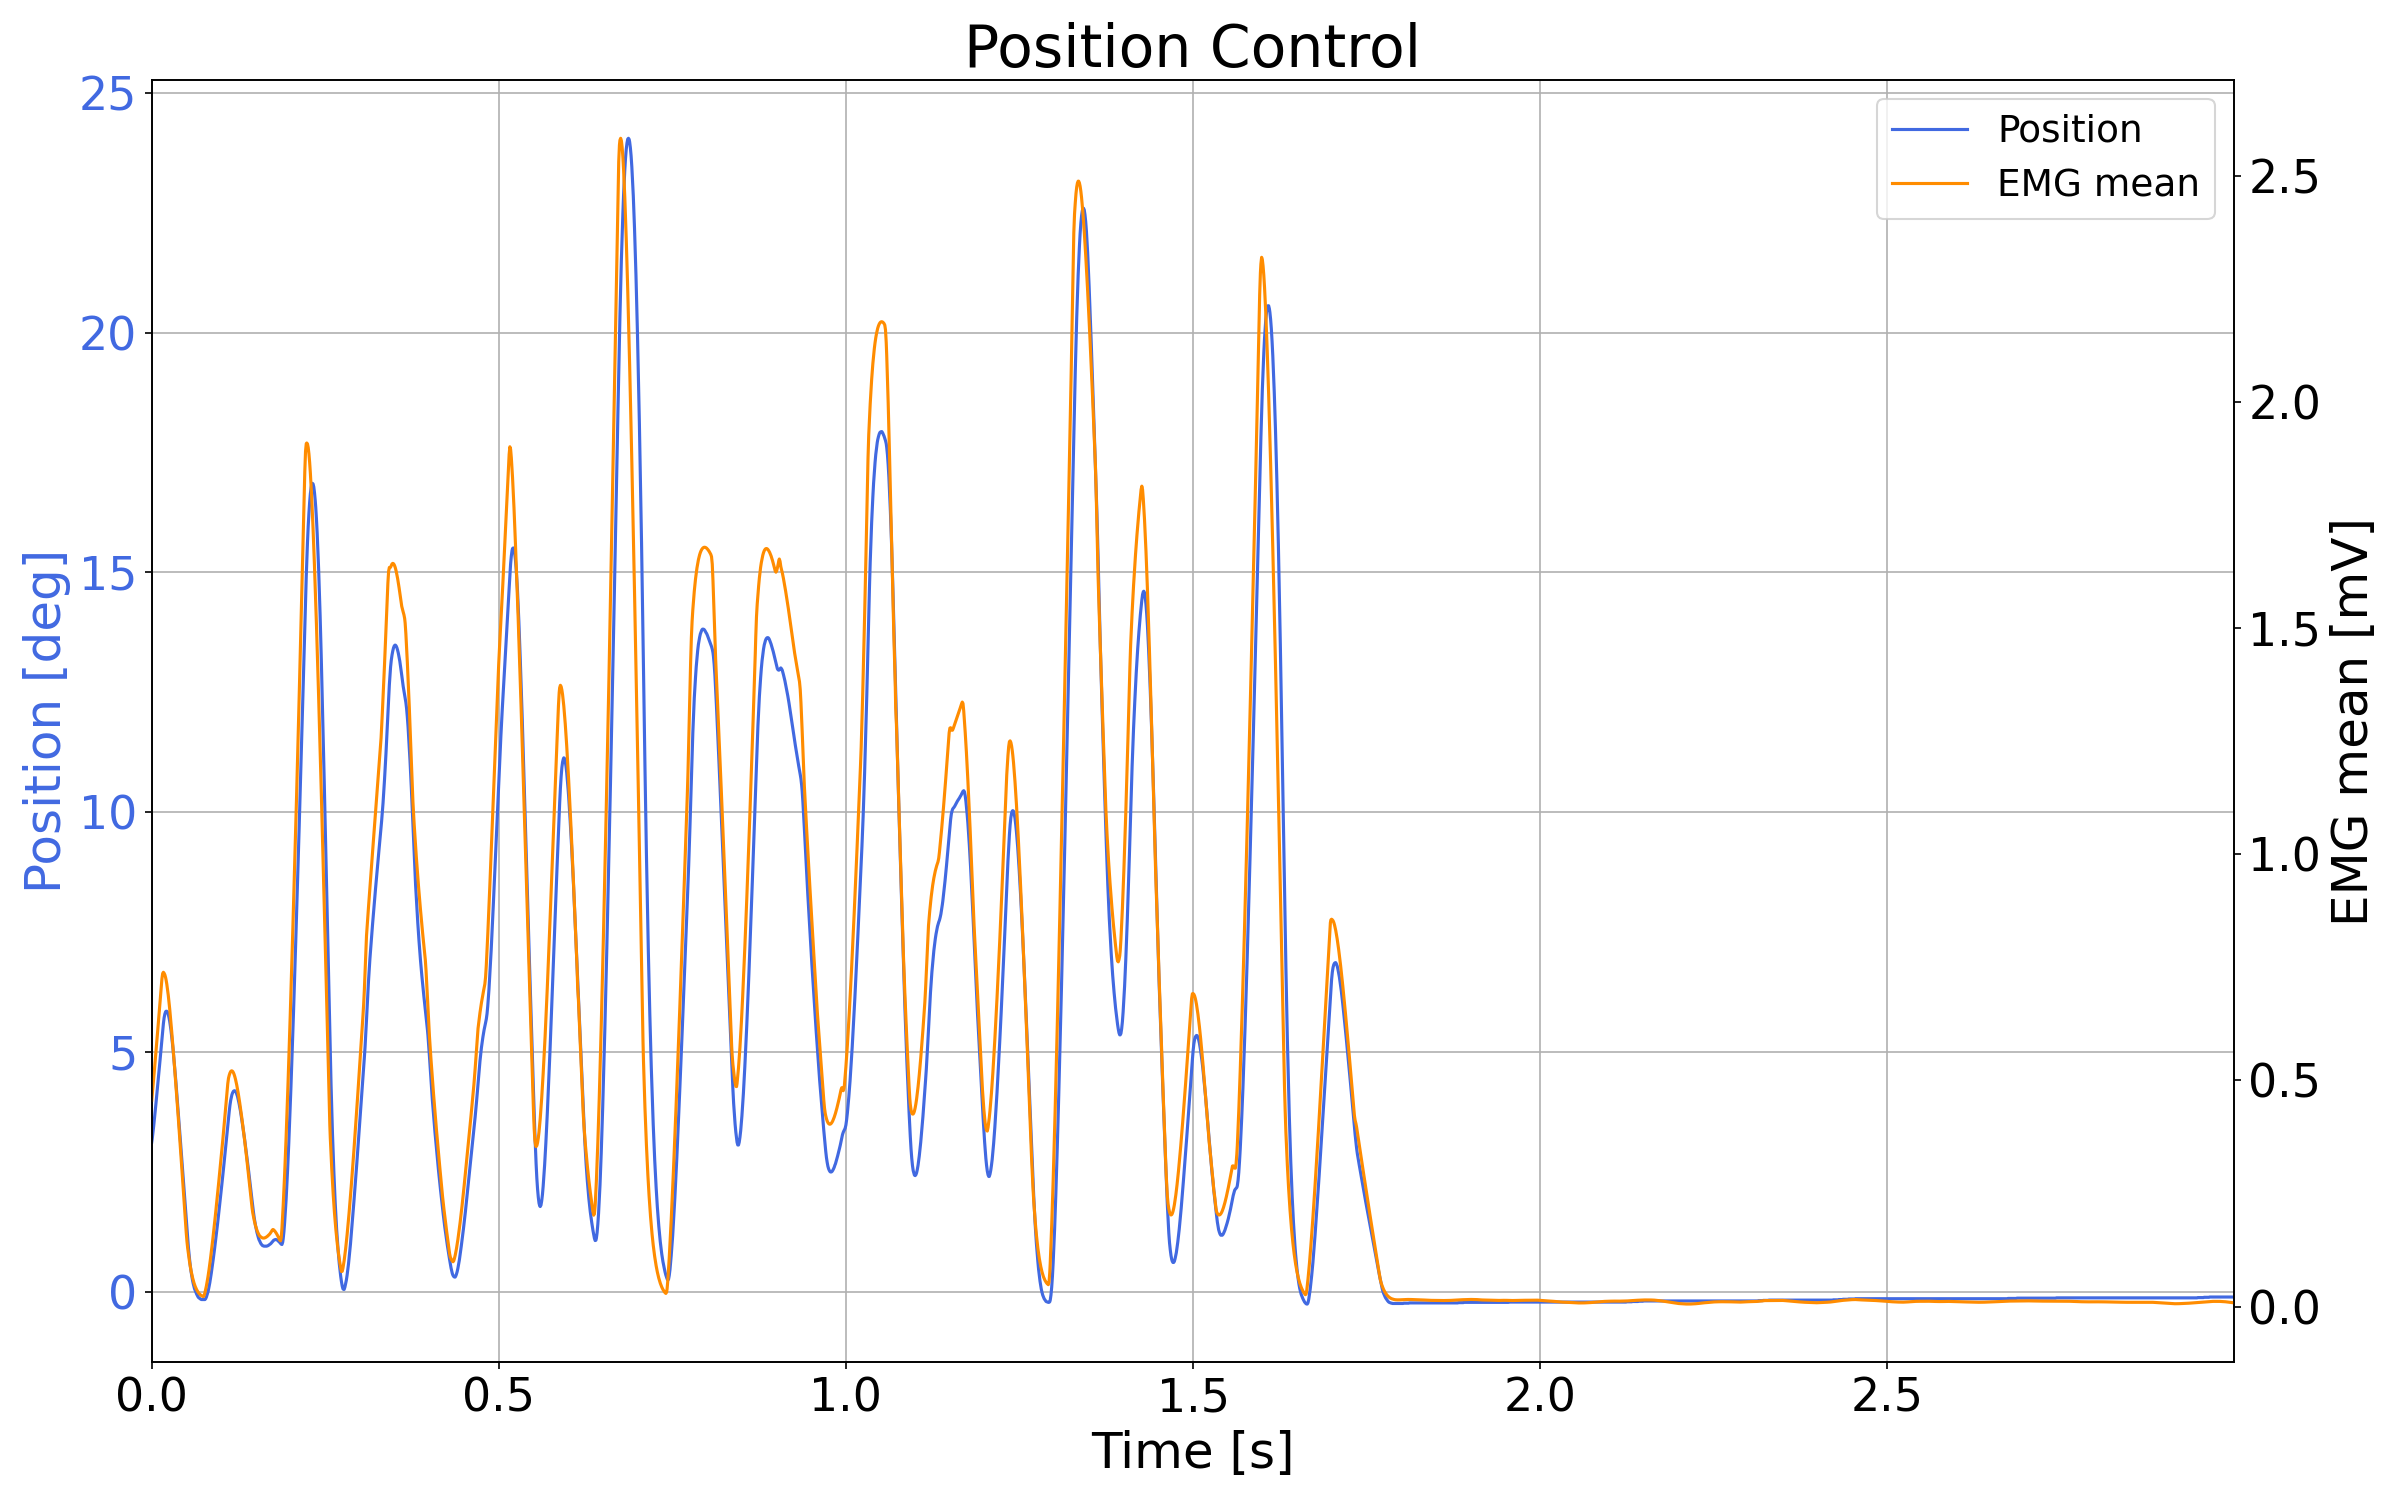 Position Control
Position [deg]
25
20
15
10
5
0
Position
EMG mean
2.5
2.0
1.5
1.0
0.5
0.0
EMG mean [mV]
0.0 0.5 1.0 1.5 2.0 2.5
Time [s]